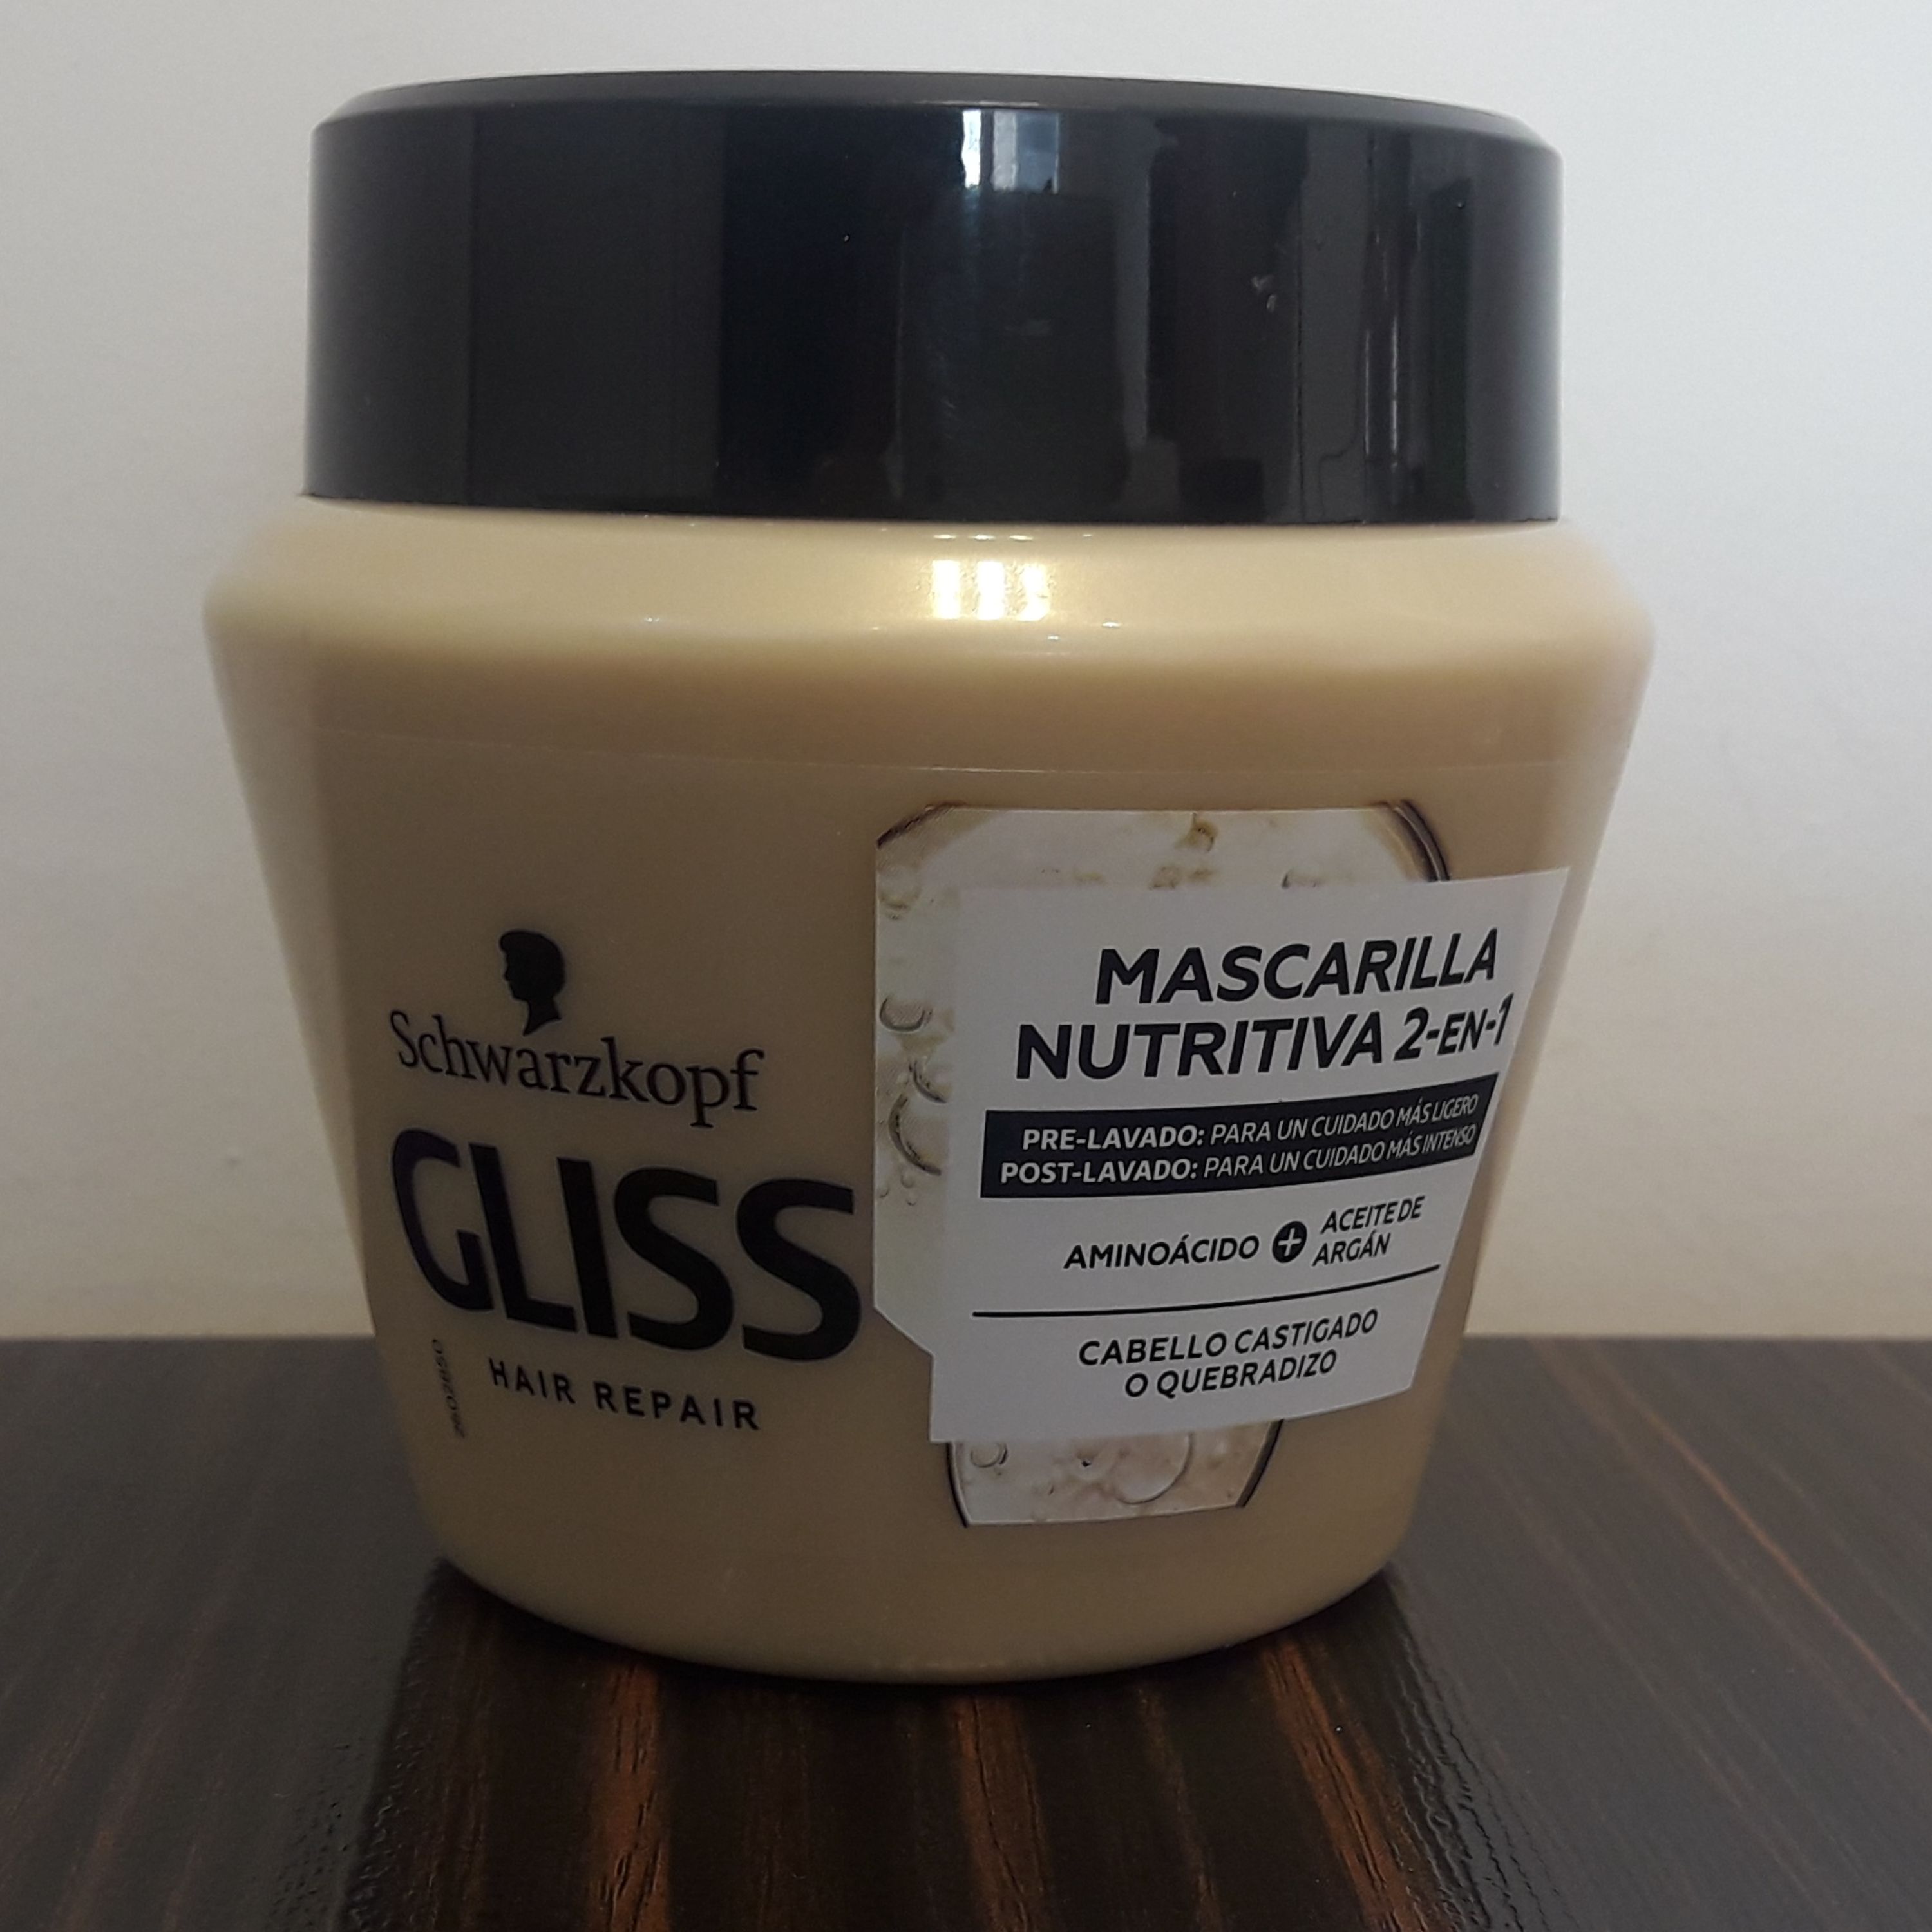 Schwarzkopf
GLISS
HAIR REPAIR
MASCARILLA
NUTRITIVA 2-EN-1
PRE-LAVADO: PARA UN CUIDADO MÁS LIGERO
POST-LAVADO: PARA UN CUIDADO MÁS INTENSO
AMINOÁCIDO + ACEITE DE
ARGÁN
CABELLO CASTIGADO
O QUEBRADIZO